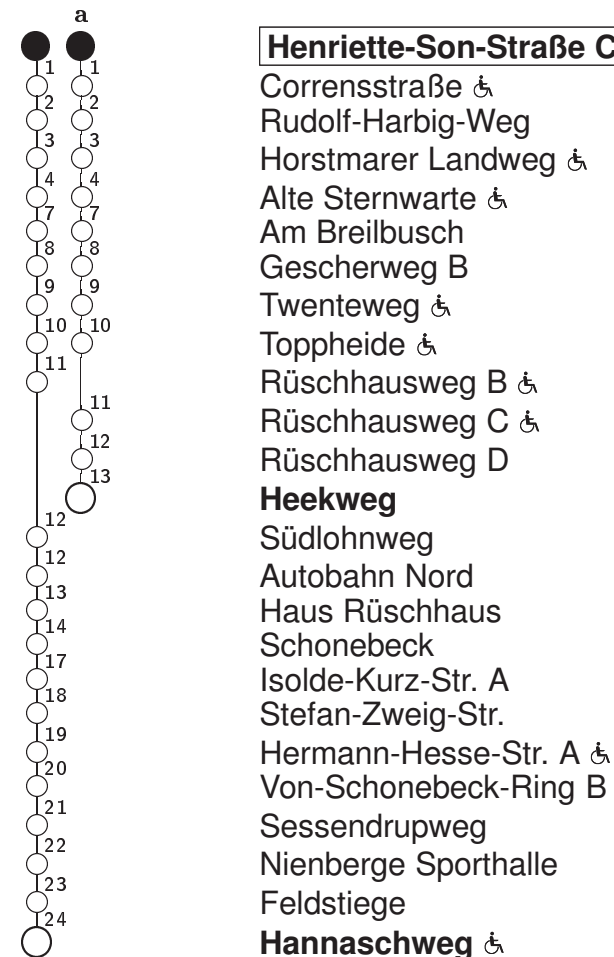 a
Henriette-Son-Straße C
1 1 Corrensstraße
2 2 Rudolf-Harbig-Weg
3 3 Horstmarer Landweg
4 4 Alte Sternwarte
7 7 Am Breilbusch
8 8 Gescherweg B
9 9 Twenteweg
10 10 Toppheide
11 Rüschhausweg B
11 Rüschhausweg C
12 Rüschhausweg D
13 Heekweg
12 Südlohnweg
12 Autobahn Nord
13 Haus Rüschhaus
14 Schonebeck
17 Isolde-Kurz-Str. A
18 Stefan-Zweig-Str.
19 Hermann-Hesse-Str. A
20 Von-Schonebeck-Ring B
21 Sessendrupweg
22 Nienberge Sporthalle
23 Feldstiege
24 Hannaschweg